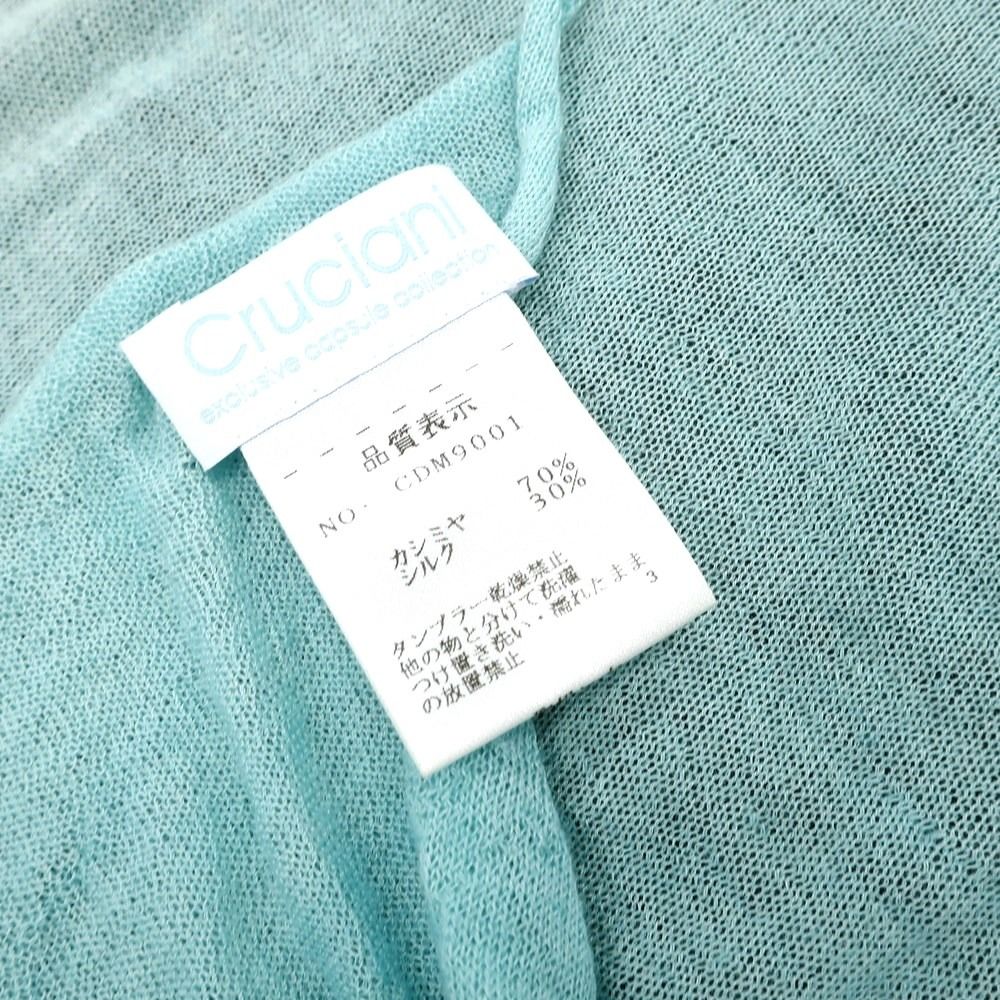 Cruciani
exclusive capsule collection
品質表示
NO. CDM9001
カシミヤ 70%
シルク 30%
タンブラー乾燥禁止
他の物と分けて洗濯
つけ置き洗い・濡れたまま
の放置禁止
3